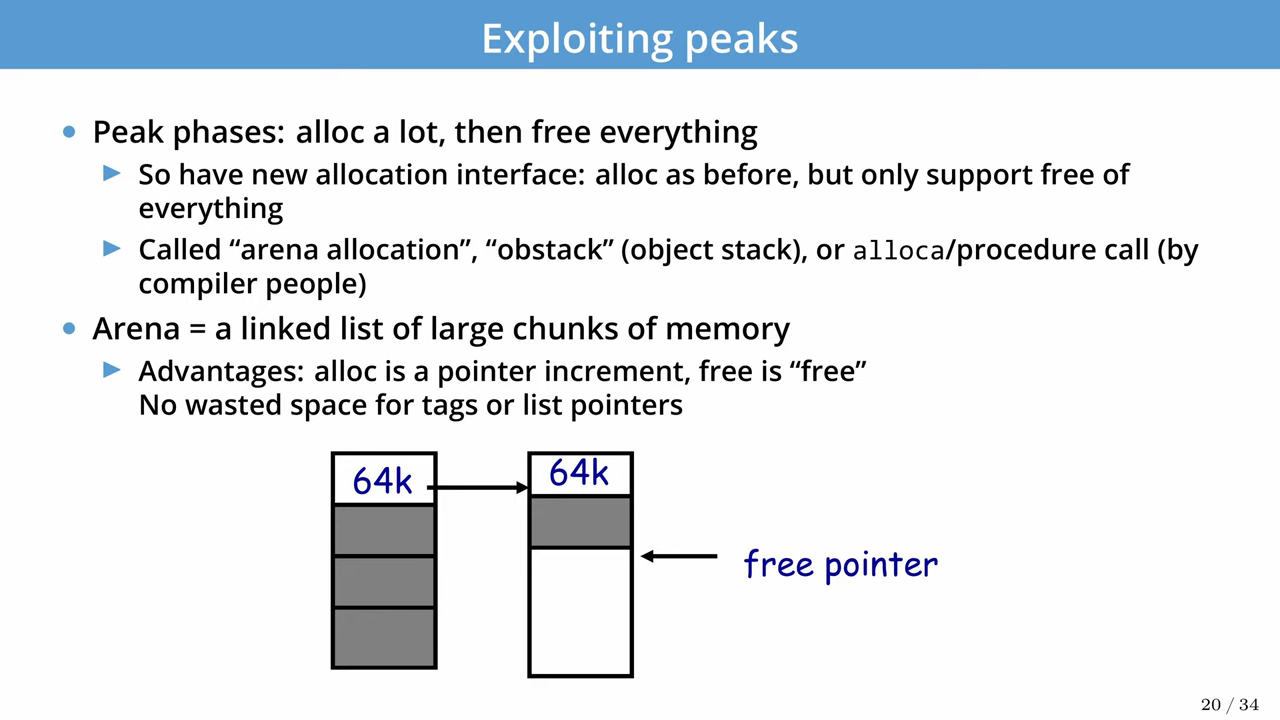 Exploiting peaks
Peak phases: alloc a lot, then free everything
So have new allocation interface: alloc as before, but only support free of
everything
Called “arena allocation”, “obstack” (object stack), or alloca/procedure call (by
compiler people)
Arena = a linked list of large chunks of memory
Advantages: alloc is a pointer increment, free is “free”
No wasted space for tags or list pointers
64k
64k
free pointer
20 / 34